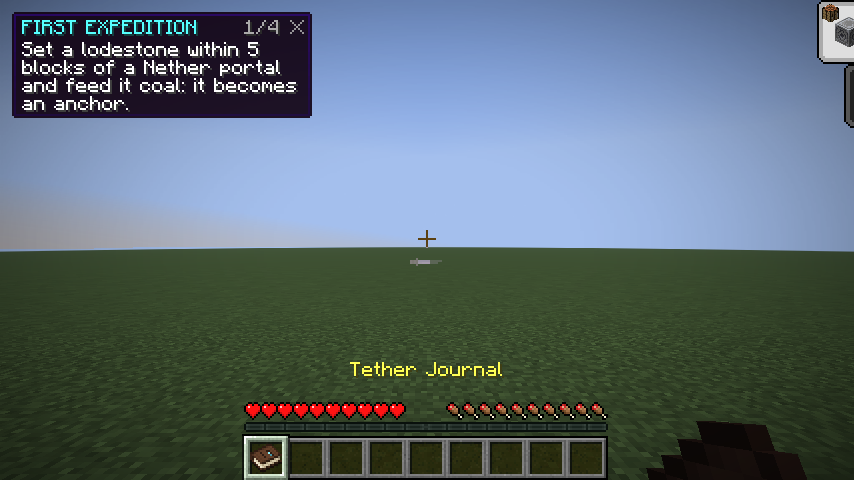 FIRST EXPEDITION 1/4 X
Set a lodestone within 5
blocks of a Nether portal
and feed it coal: it becomes
an anchor.
Tether Journal